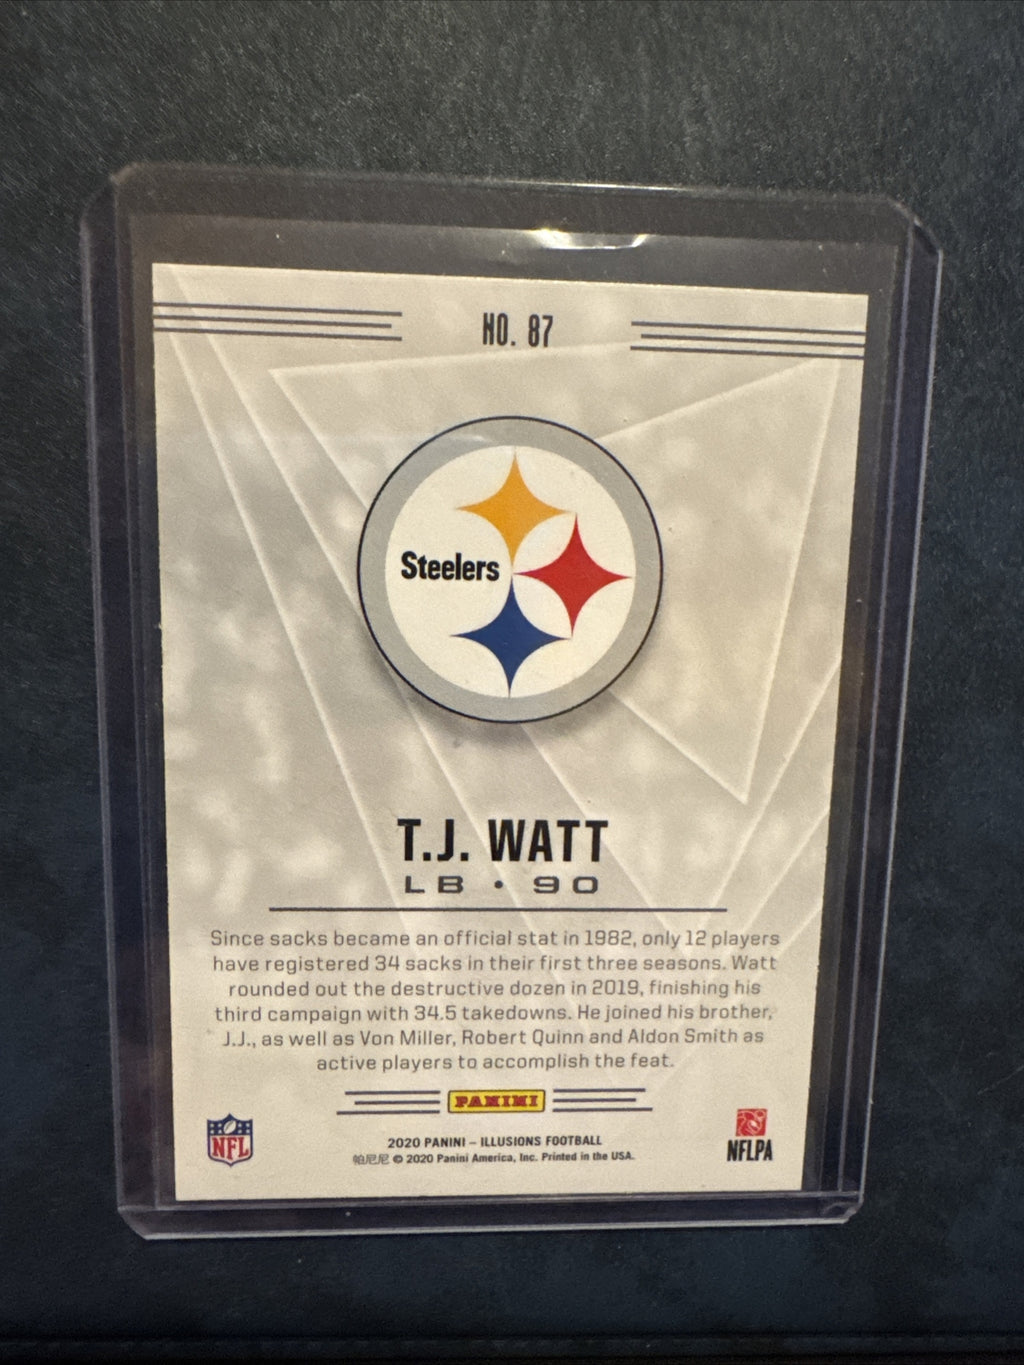 NO. 87
Steelers
T.J. WATT
LB • 90
Since sacks became an official stat in 1982, only 12 players
have registered 34 sacks in their first three seasons. Watt
rounded out the destructive dozen in 2019, finishing his
third campaign with 34.5 takedowns. He joined his brother,
J.J., as well as Von Miller, Robert Quinn and Aldon Smith as
active players to accomplish the feat.
PANINI
NFL
2020 PANINI – ILLUSIONS FOOTBALL
帕尼尼 © 2020 Panini America, Inc. Printed in the USA.
NFLPA